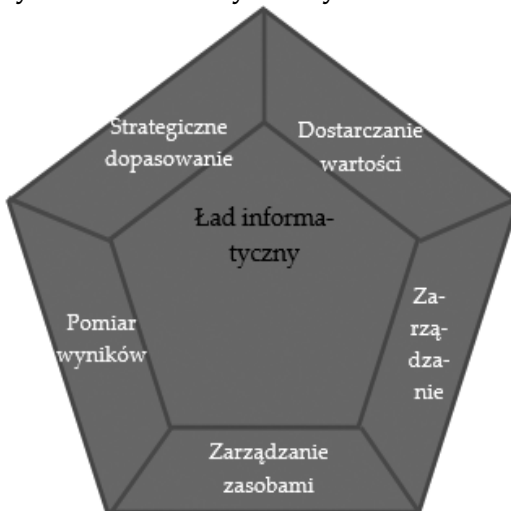 Strategiczne
dopasowanie
Dostarczanie
wartości
Ład informa-
tyczny
Za-
rzą-
dza-
nie
Pomiar
wyników
Zarządzanie
zasobami